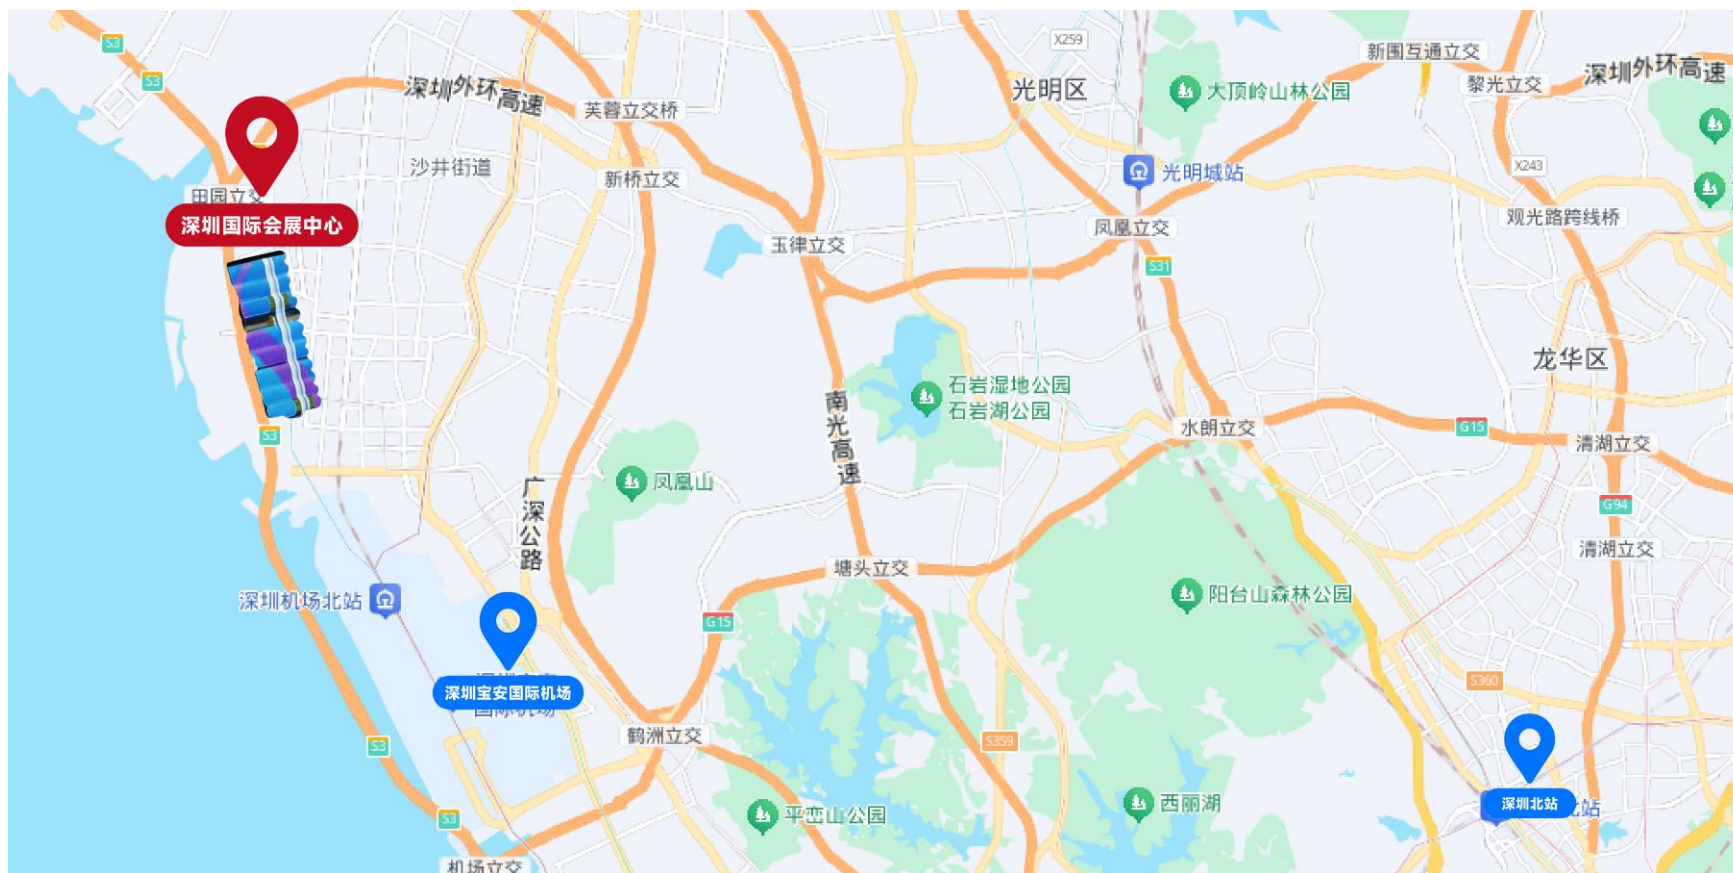 S3
X259
新围互通立交
S3
深圳外环高速
芙蓉立交桥
光明区
大顶岭山林公园
黎光立交
深圳外环高速
沙井街道
新桥立交
光明城站
X243
田园立交
深圳国际会展中心
玉律立交
凤凰立交
观光路跨线桥
S31
龙华区
石岩湿地公园
石岩湖公园
南光高速
S3
水朗立交
G15
清湖立交
凤凰山
广深公路
G94
清湖立交
塘头立交
深圳机场北站
阳台山森林公园
G15
深圳宝安国际机场
国际机场
S360
鹤洲立交
S359
S3
平峦山公园
西丽湖
深圳北站
北站
S3
机场立交